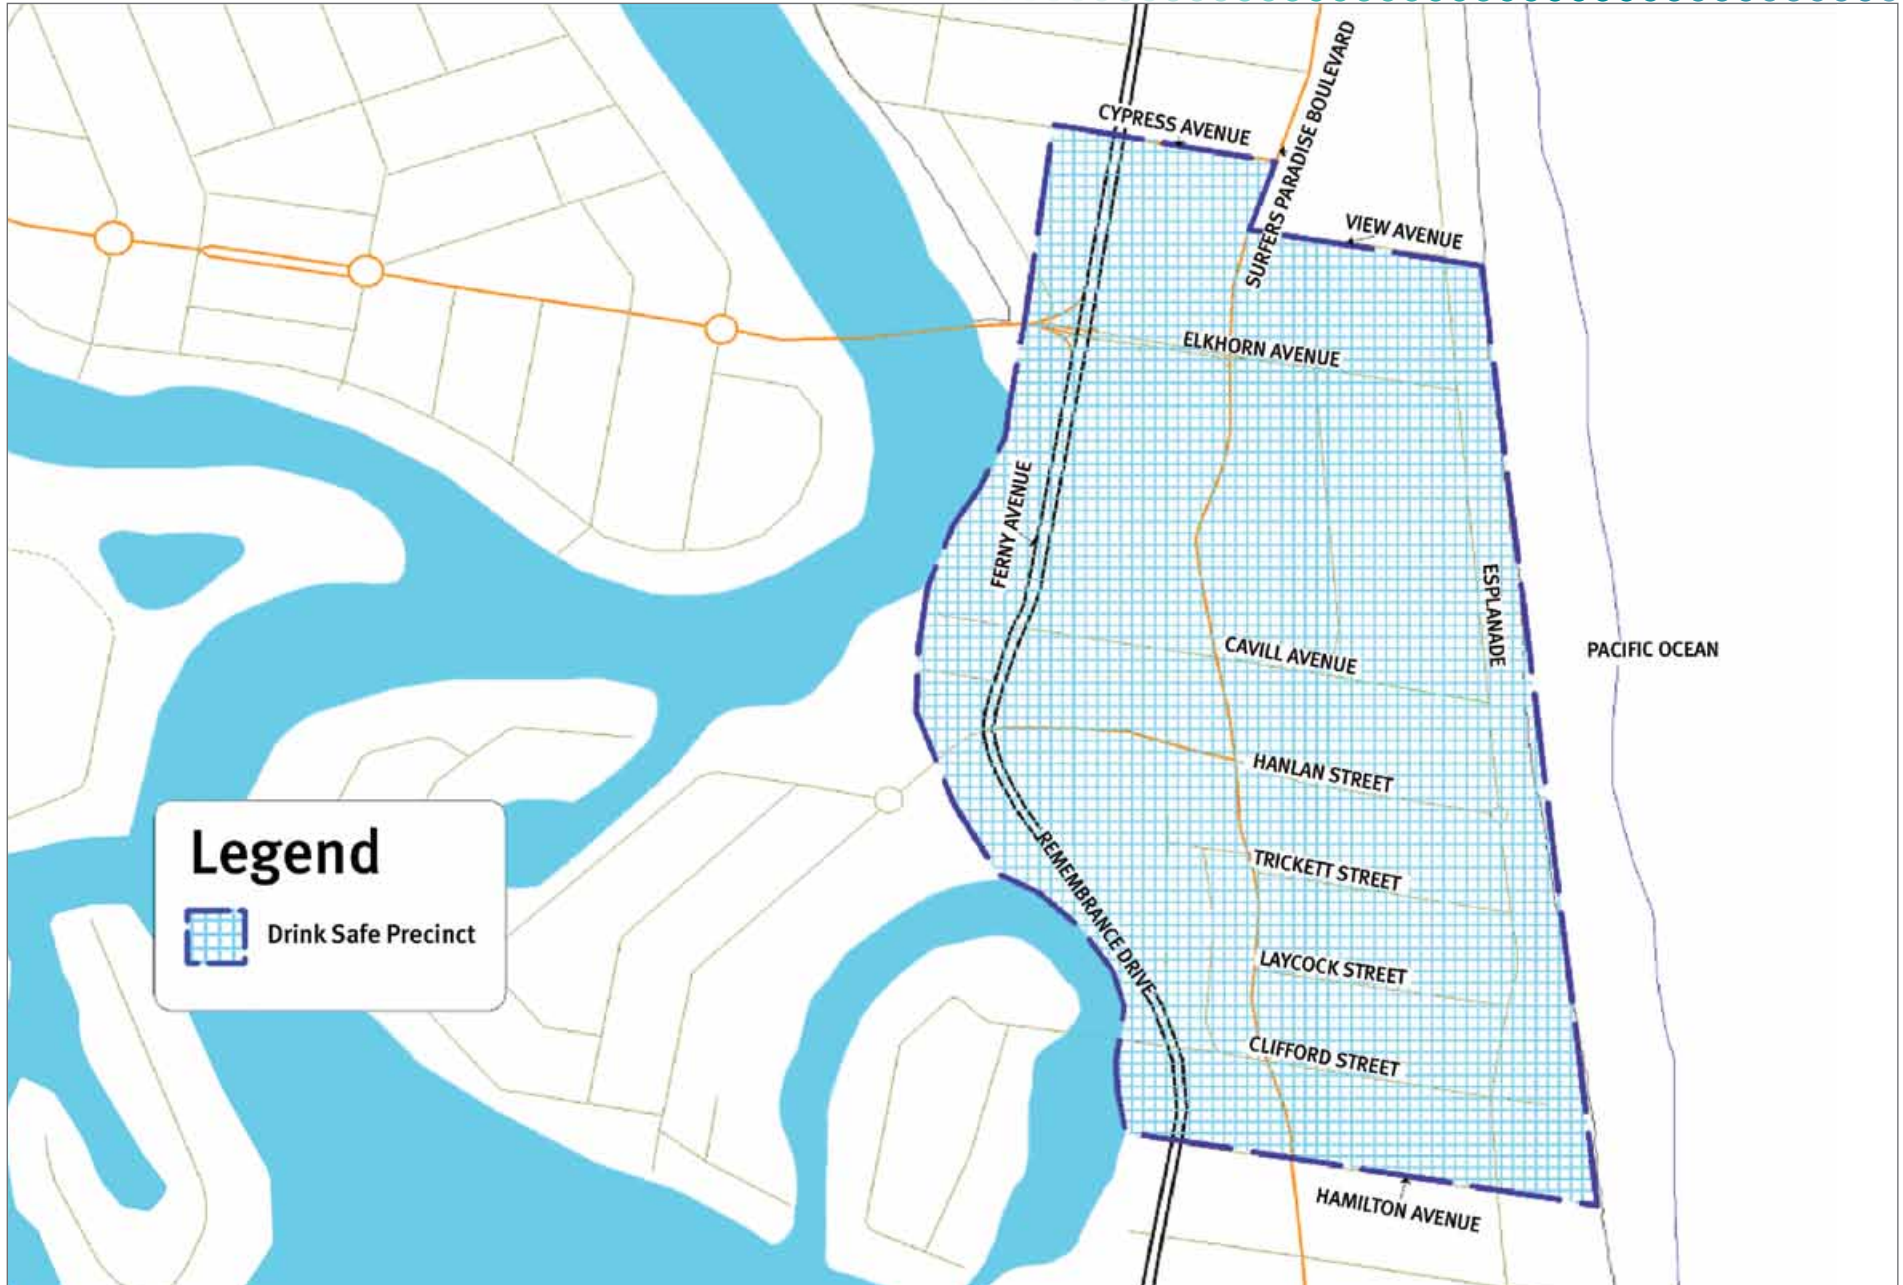 CYPRESS AVENUE
SURFERS PARADISE BOULEVARD
VIEW AVENUE
ELKHORN AVENUE
FERNY AVENUE
ESPLANADE
CAVILL AVENUE
PACIFIC OCEAN
HANLAN STREET
REMEMBRANCE DRIVE
TRICKETT STREET
LAYCOCK STREET
CLIFFORD STREET
HAMILTON AVENUE
Legend
Drink Safe Precinct